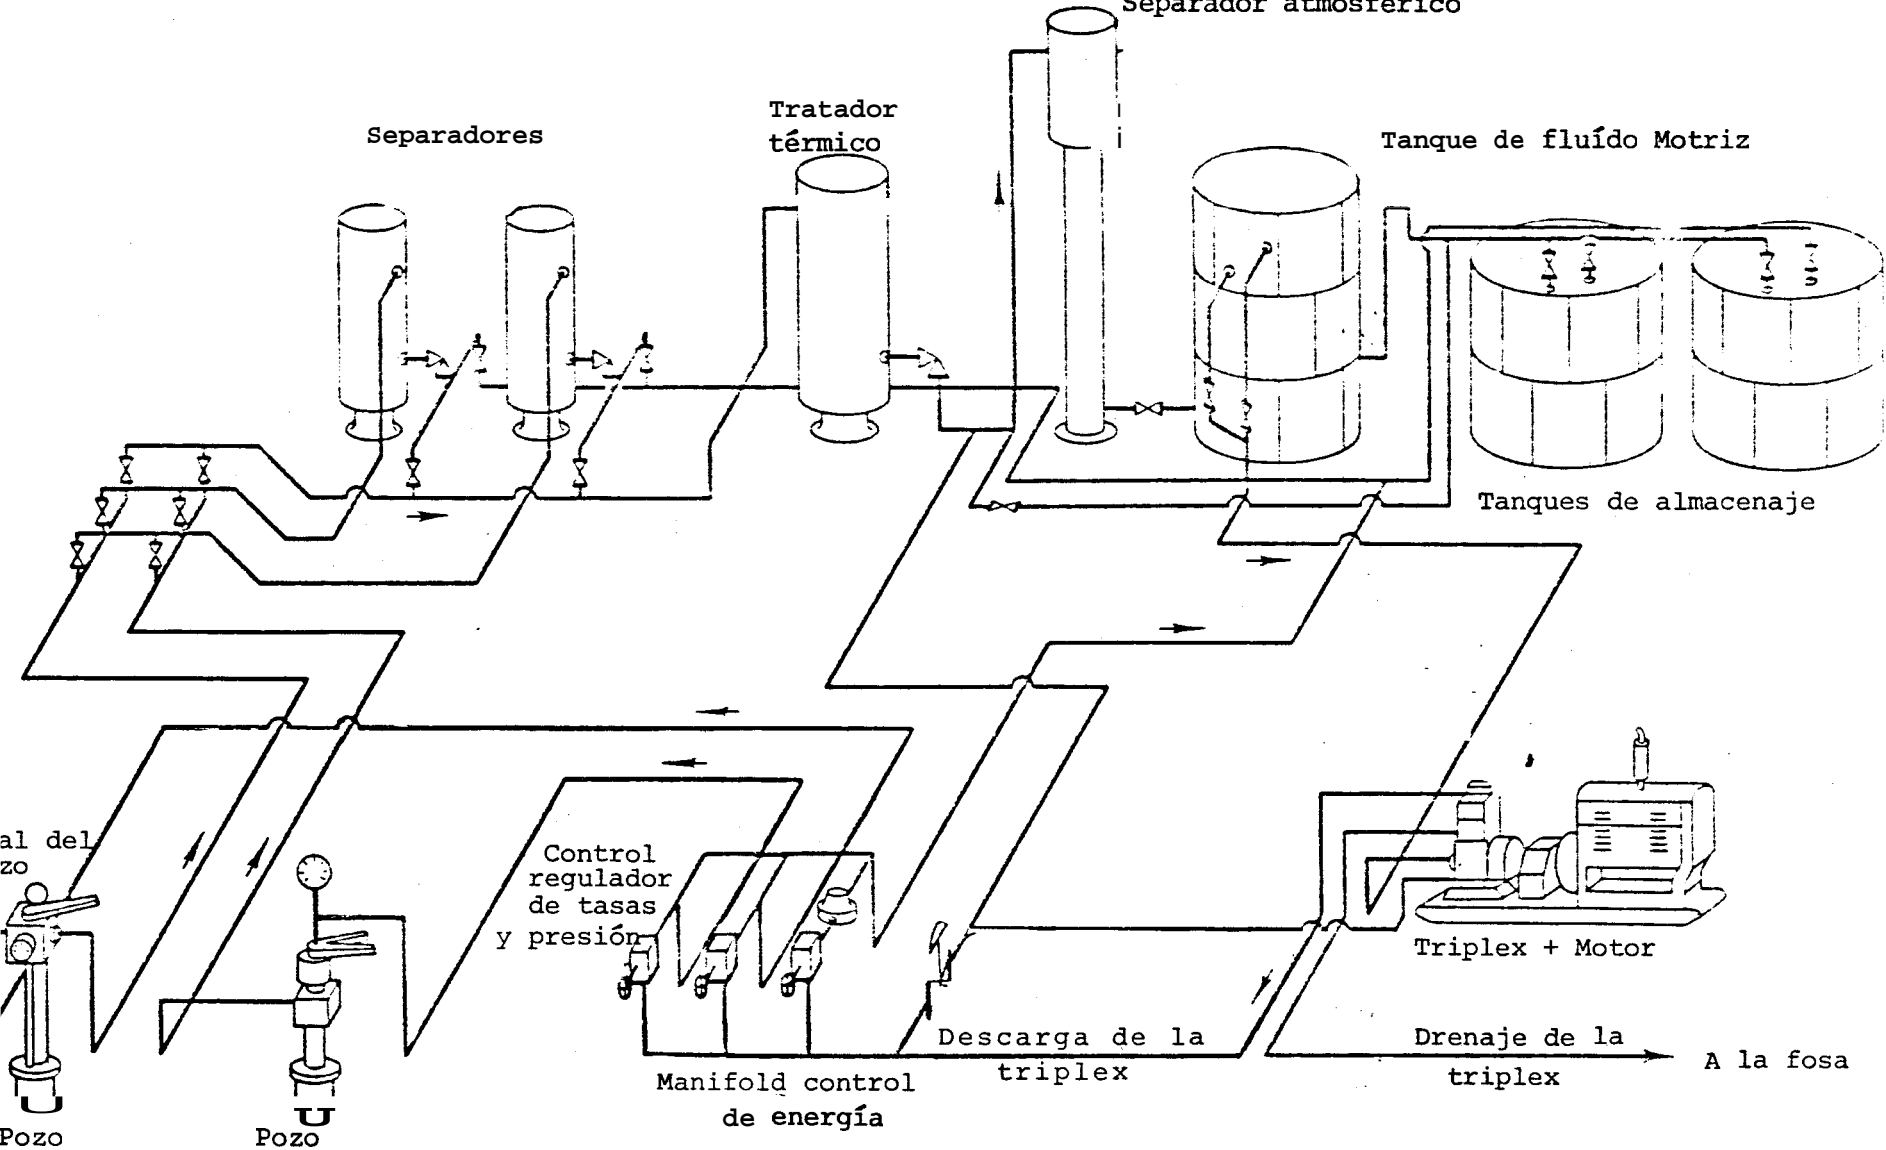 Separador atmosférico
Tratador
térmico
Separadores
Tanque de fluído Motriz
Tanques de almacenaje
al del
zo
Control
regulador
de tasas
y presión
Triplex + Motor
Descarga de la
triplex
Drenaje de la
triplex
A la fosa
Manifold control
de energía
Pozo
Pozo